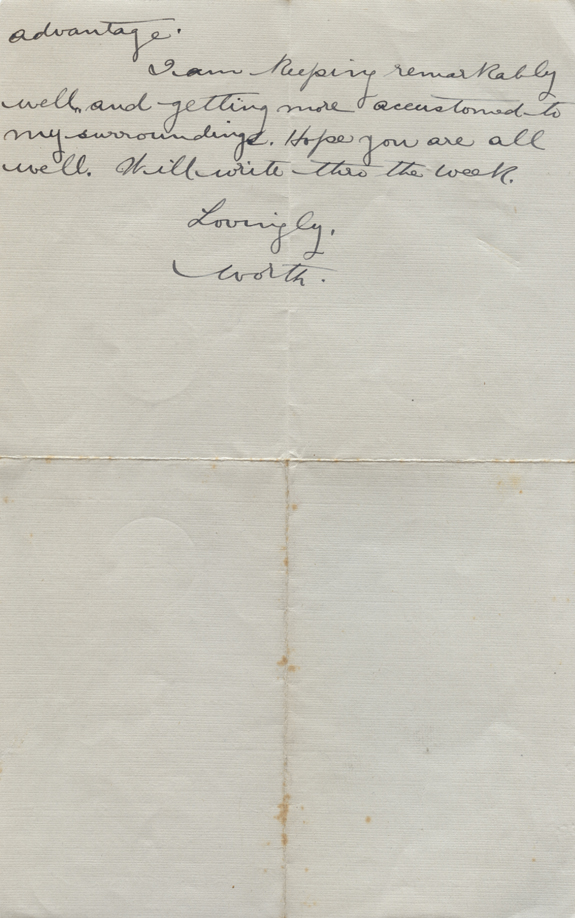 advantage.
I am keeping remarkably
well, and getting more accustomed to
my surroundings. Hope you are all
well. Will write thro the week.
Lovingly,
Worth.